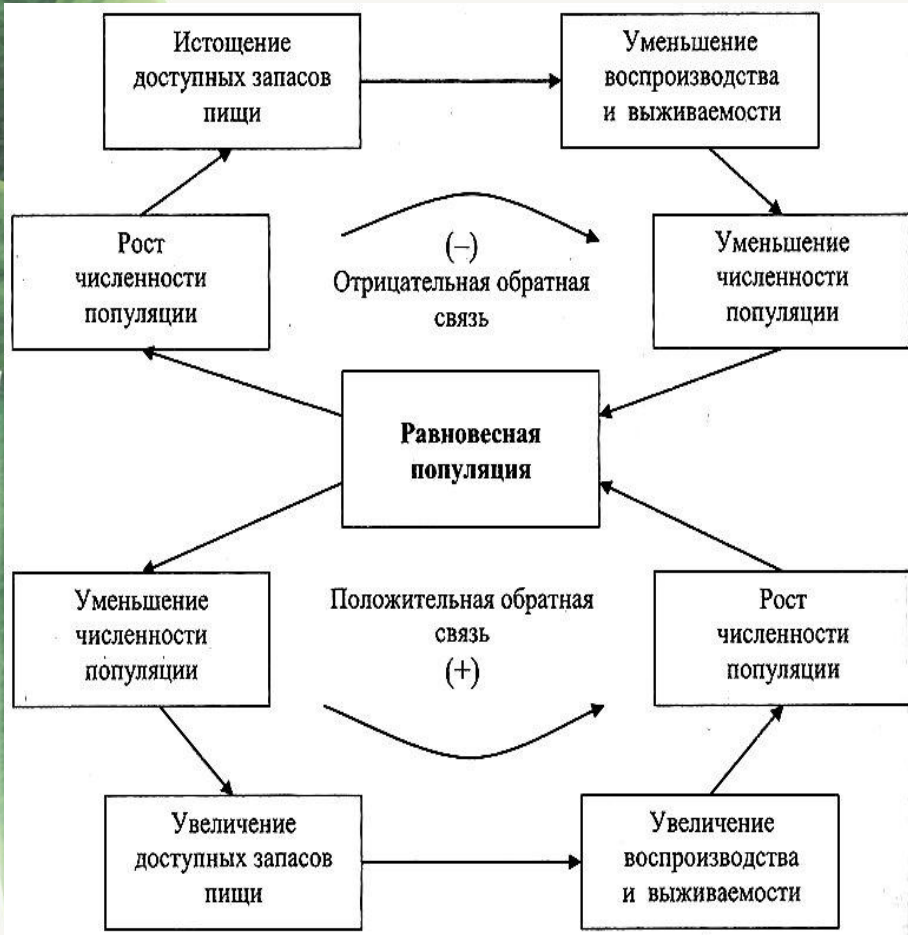 Истощение
доступных запасов
пищи
Уменьшение
воспроизводства
и выживаемости
Рост
численности
популяции
(–)
Отрицательная обратная
связь
Уменьшение
численности
популяции
Равновесная
популяция
Уменьшение
численности
популяции
Положительная обратная
связь
(+)
Рост
численности
популяции
Увеличение
доступных запасов
пищи
Увеличение
воспроизводства
и выживаемости